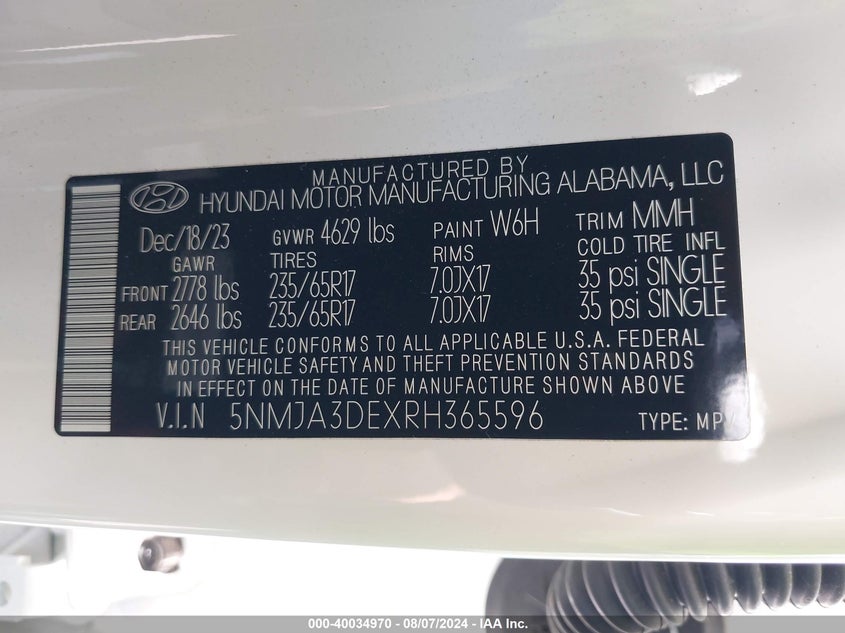 MANUFACTURED BY
HYUNDAI MOTOR MANUFACTURING ALABAMA, LLC
Dec/18/23 GVWR 4629 lbs PAINT W6H TRIM MMH
GAWR TIRES RIMS COLD TIRE INFL
FRONT 2778 lbs 235/65R17 7.0JX17 35 psi SINGLE
REAR 2646 lbs 235/65R17 7.0JX17 35 psi SINGLE
THIS VEHICLE CONFORMS TO ALL APPLICABLE U.S.A. FEDERAL
MOTOR VEHICLE SAFETY AND THEFT PREVENTION STANDARDS
IN EFFECT ON THE DATE OF MANUFACTURE SHOWN ABOVE
V.I.N 5NMJA3DEXRH365596 TYPE: MPV
000-40034970 - 08/07/2024 - IAA Inc.